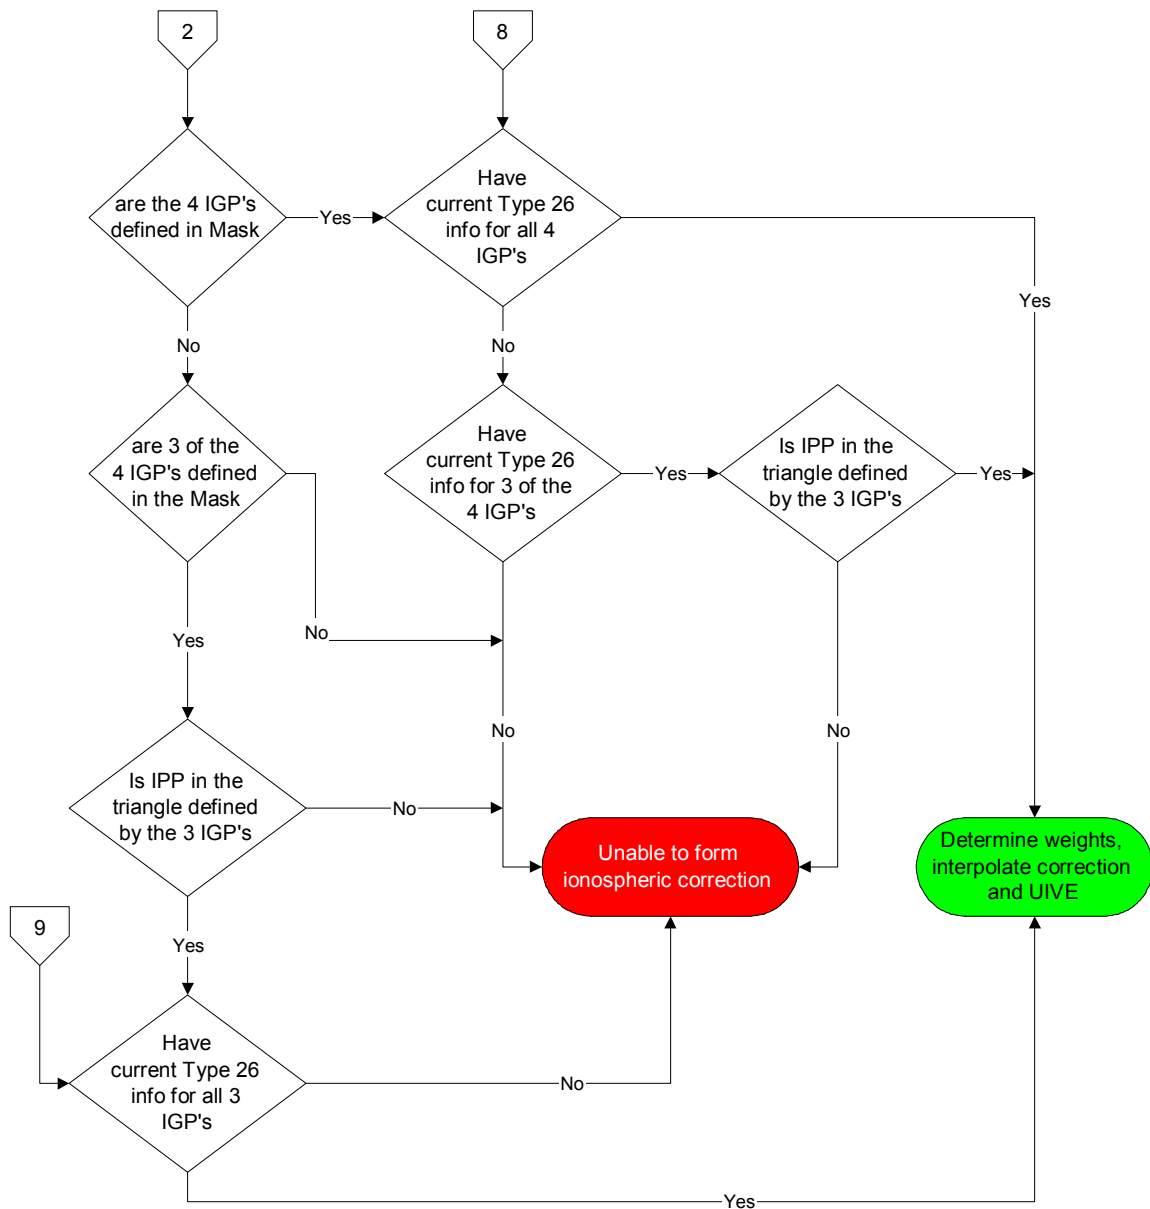 2
8
are the 4 IGP's
defined in Mask
Yes
Have
current Type 26
info for all 4
IGP's
Yes
No
No
are 3 of the
4 IGP's defined
in the Mask
Have
current Type 26
info for 3 of the
4 IGP's
Yes
Is IPP in the
triangle defined
by the 3 IGP's
Yes
Yes
No
No
No
Is IPP in the
triangle defined
by the 3 IGP's
No
Unable to form
ionospheric correction
Determine weights,
interpolate correction
and UIVE
9
Yes
Have
current Type 26
info for all 3
IGP's
No
Yes